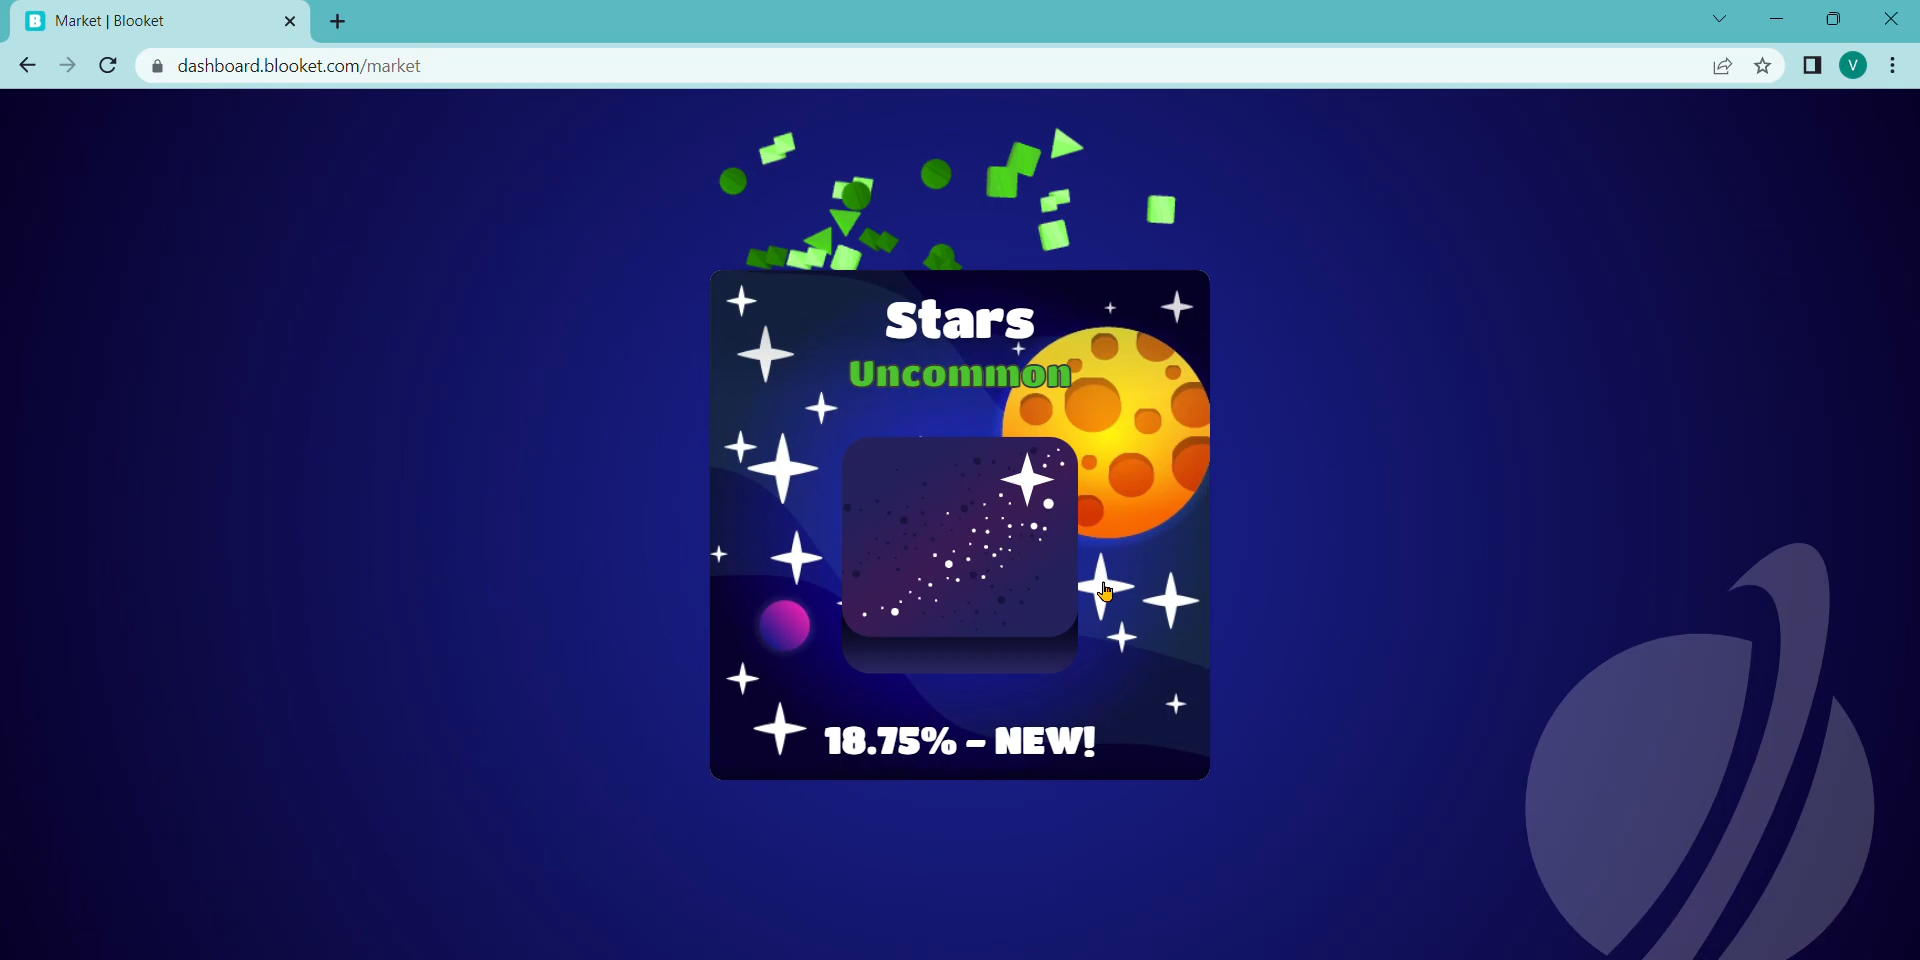 B Market | Blooket
dashboard.blooket.com/market
V
Stars
Uncommon
18.75% - NEW!